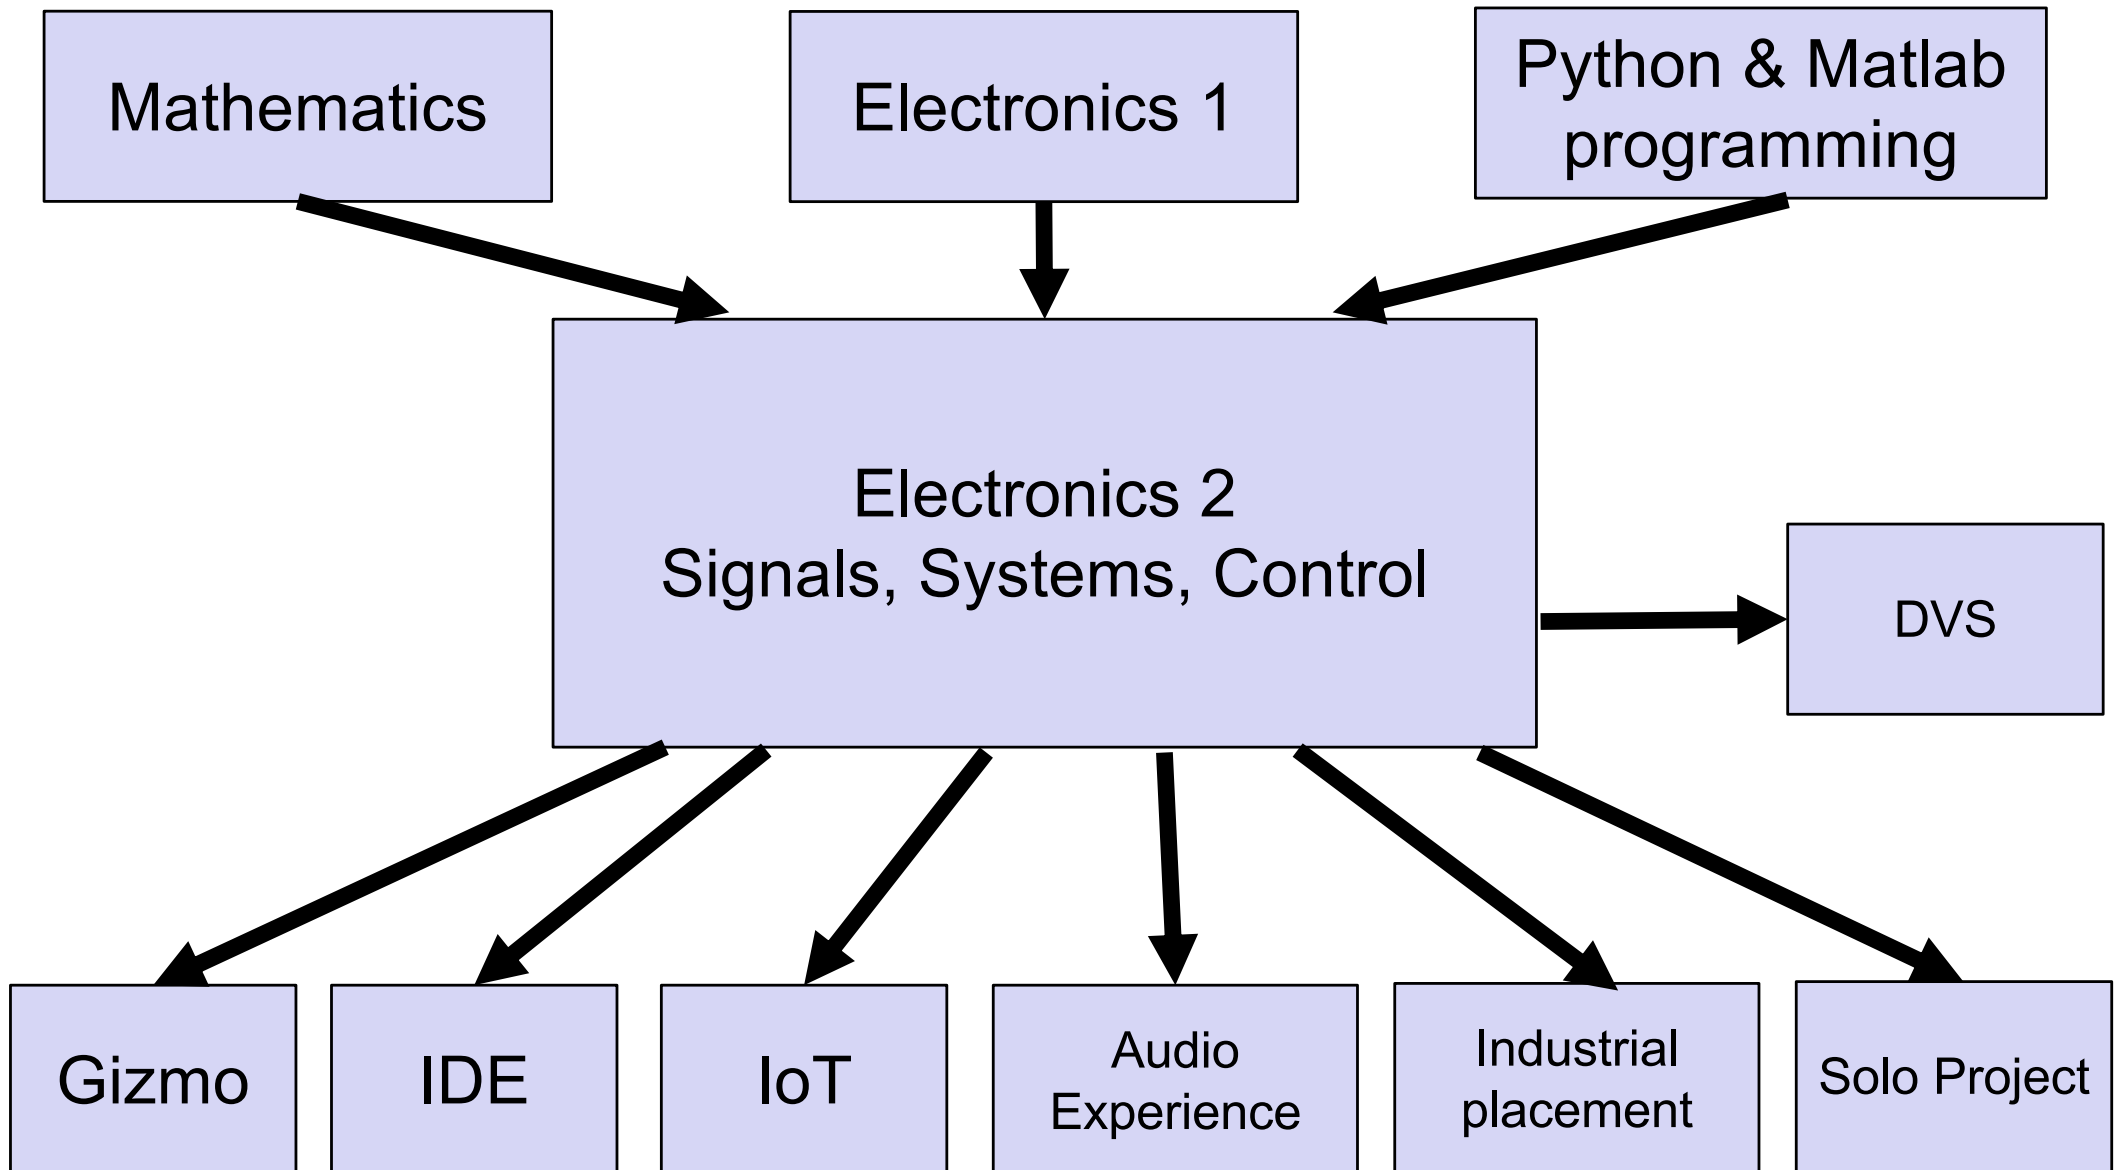 Mathematics
Electronics 1
Python & Matlab
programming
Electronics 2
Signals, Systems, Control
DVS
Gizmo
IDE
IoT
Audio
Experience
Industrial
placement
Solo Project